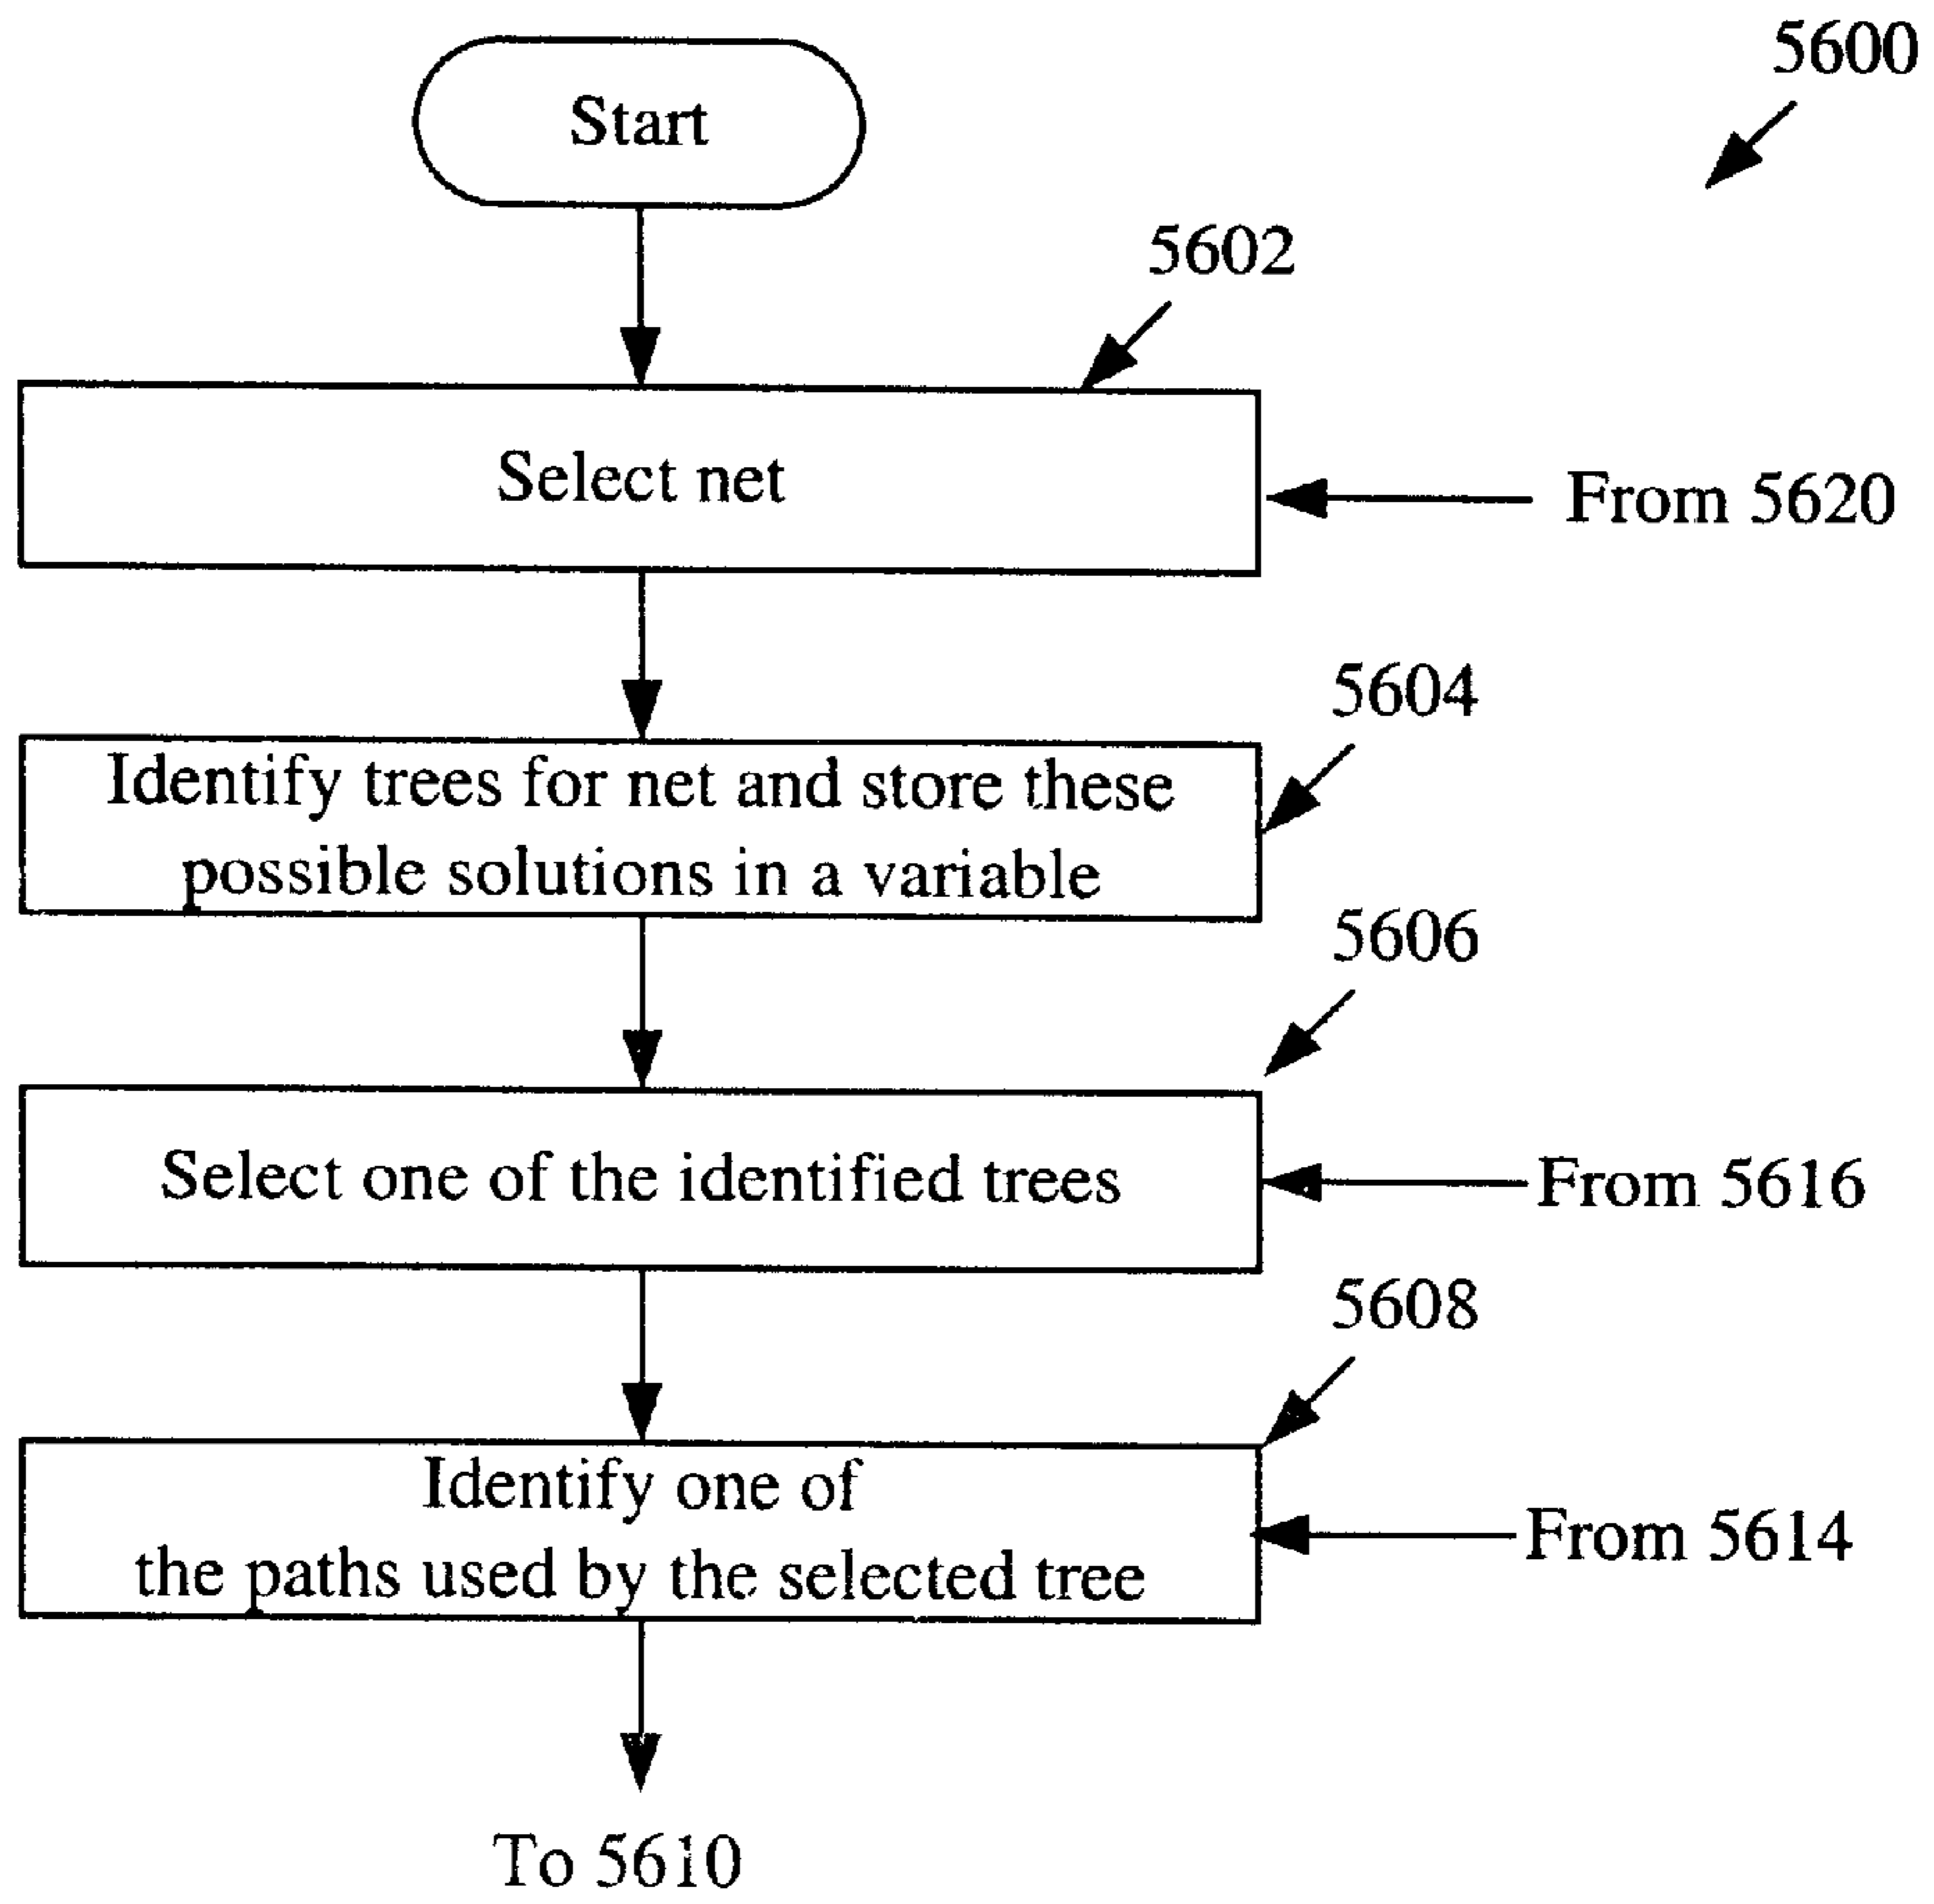 5600
Start
5602
Select net
From 5620
5604
Identify trees for net and store these
possible solutions in a variable
5606
Select one of the identified trees
From 5616
5608
Identify one of
the paths used by the selected tree
From 5614
To 5610